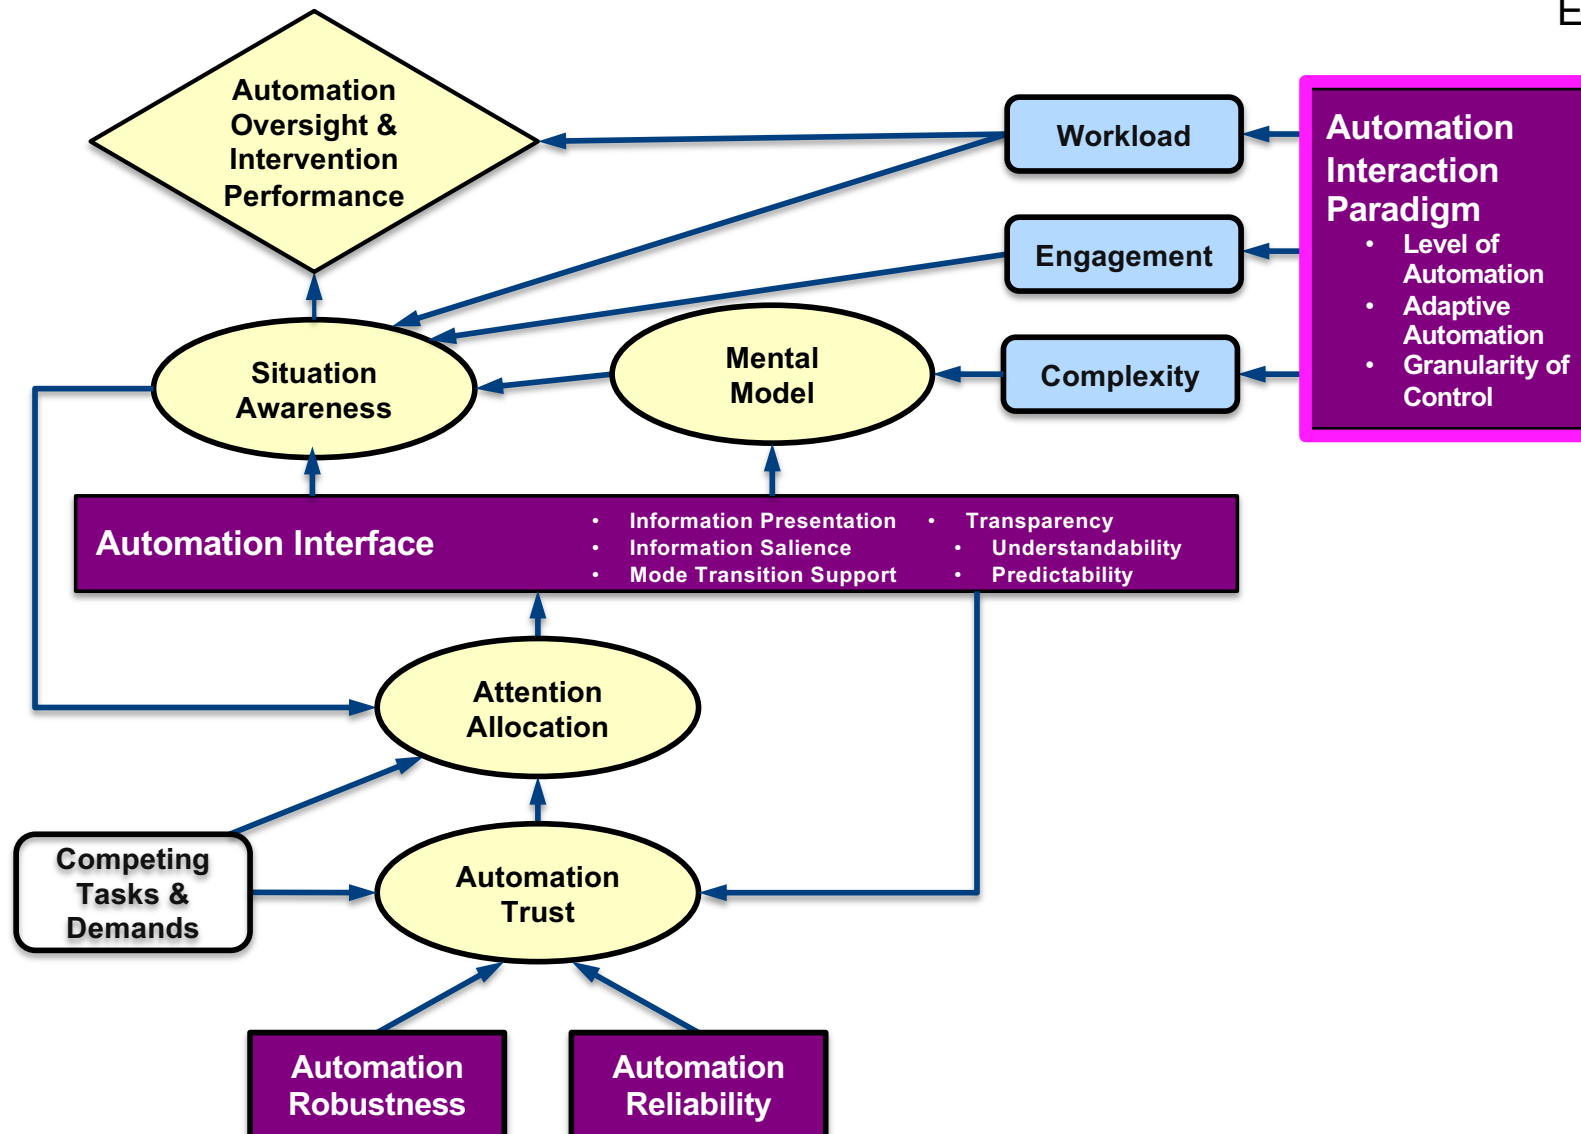 E
Automation
Oversight &
Intervention
Performance
Workload
Automation
Interaction
Paradigm
• Level of
Automation
• Adaptive
Automation
• Granularity of
Control
Engagement
Situation
Awareness
Mental
Model
Complexity
Automation Interface
• Information Presentation
• Information Salience
• Mode Transition Support
• Transparency
• Understandability
• Predictability
Attention
Allocation
Competing
Tasks &
Demands
Automation
Trust
Automation
Robustness
Automation
Reliability